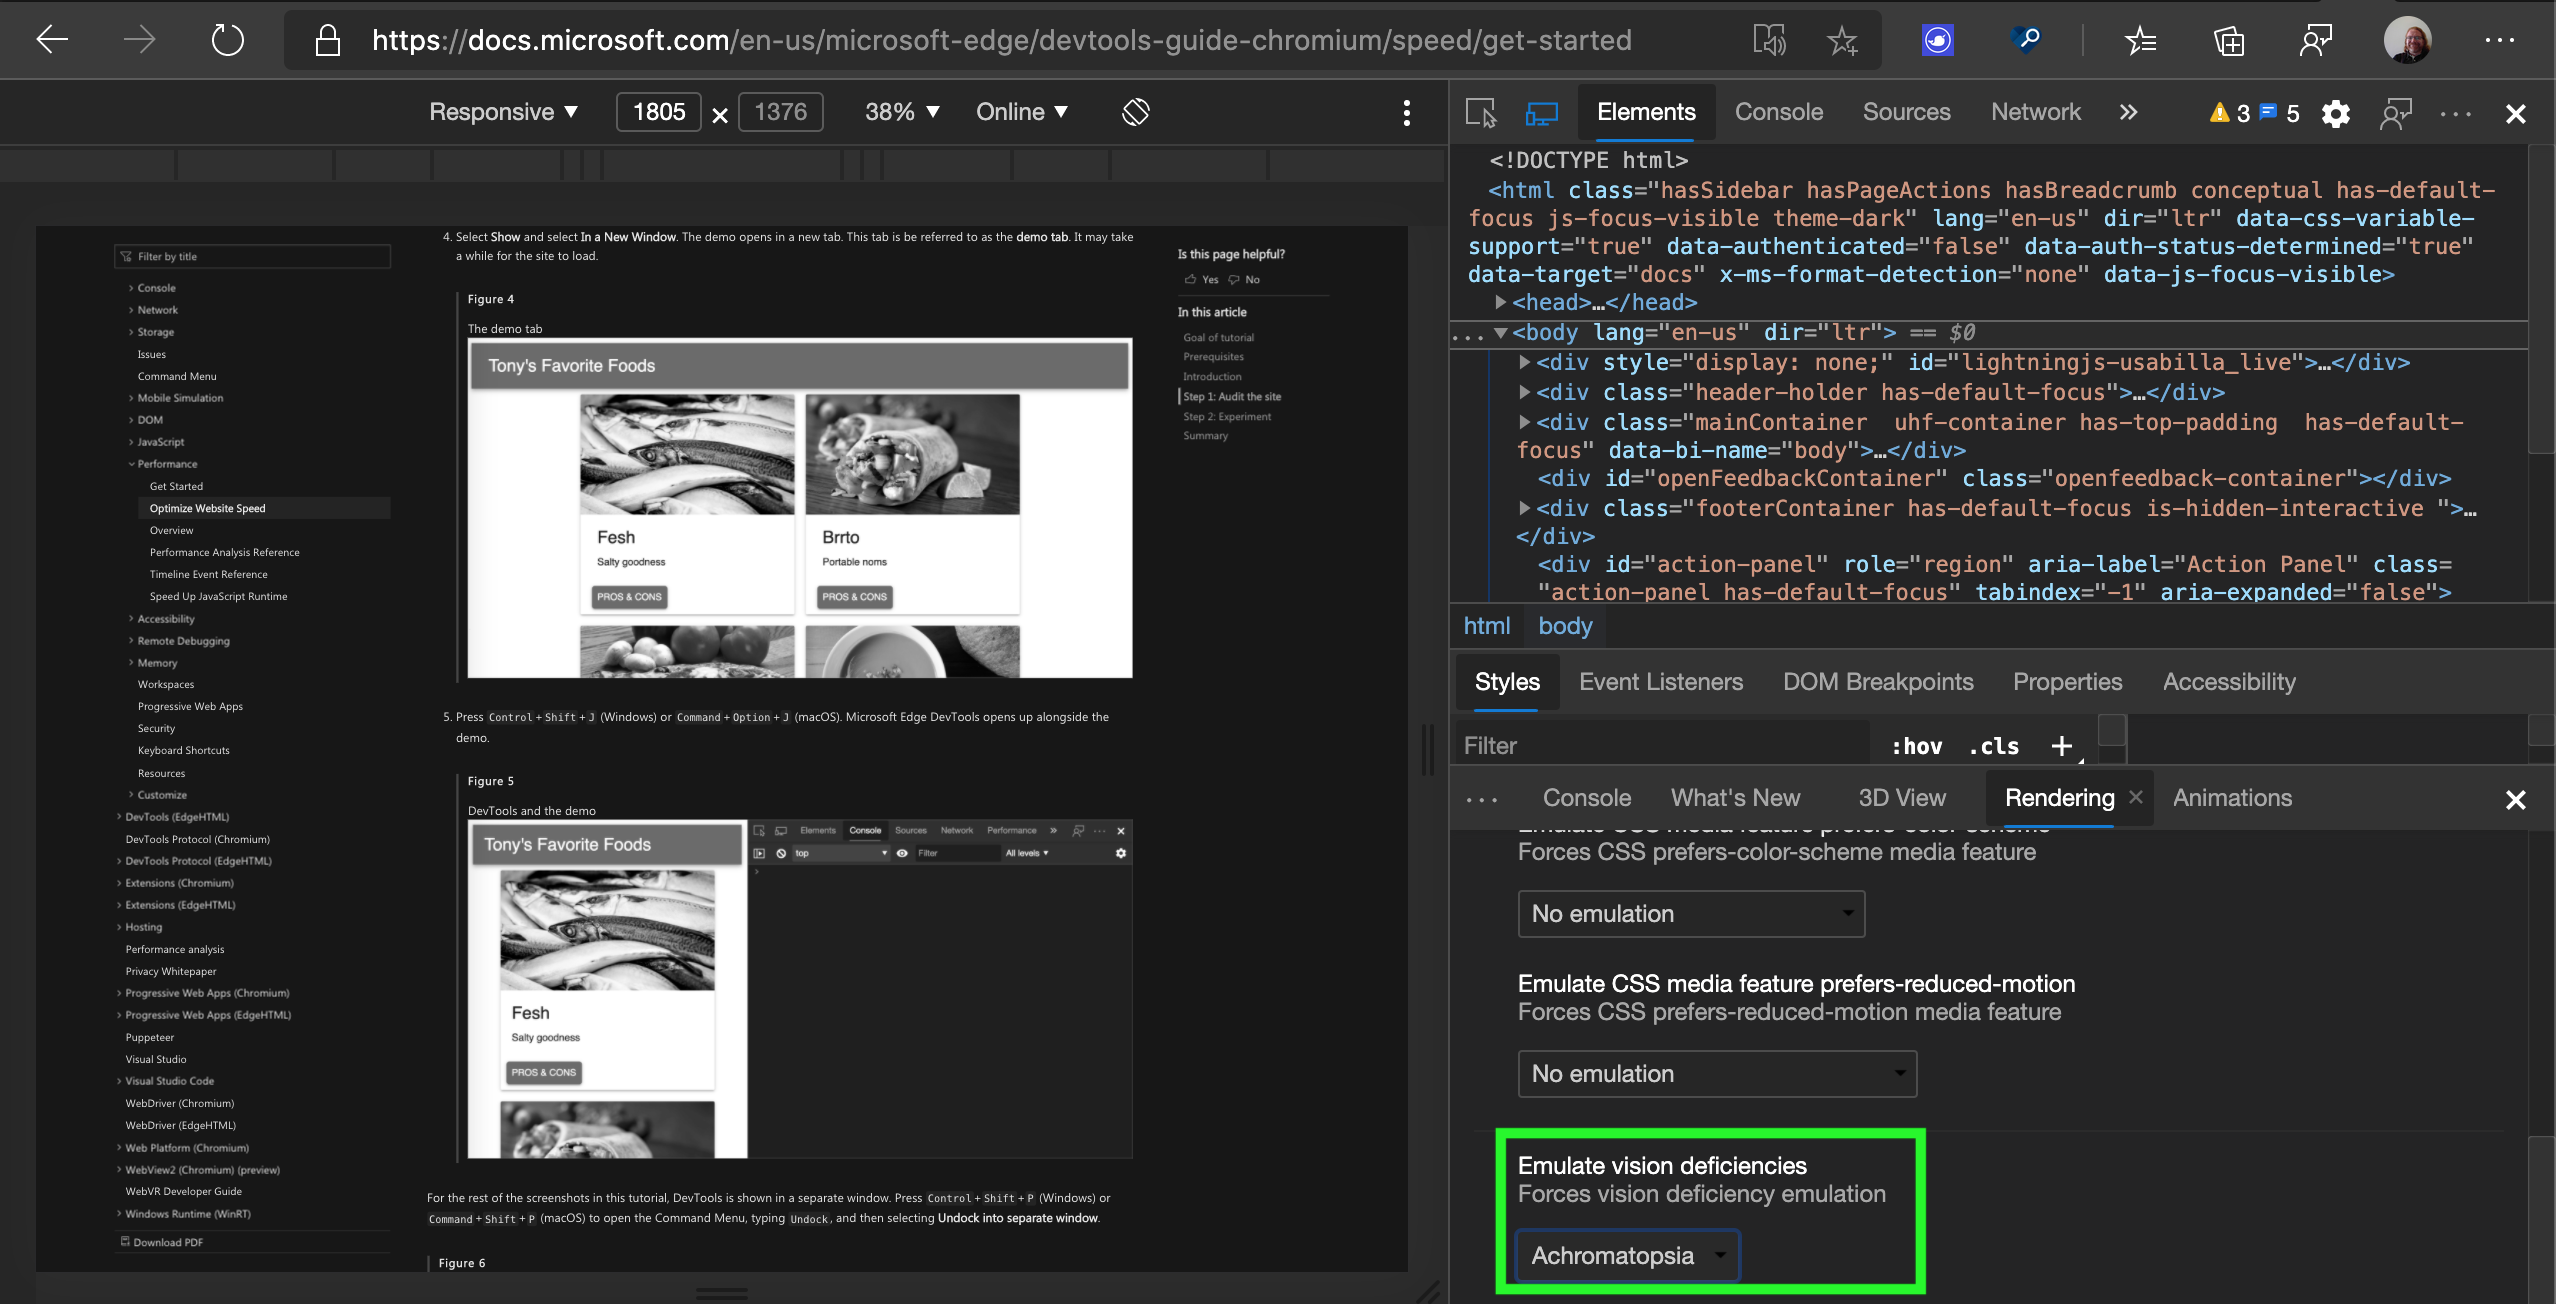 https://docs.microsoft.com/en-us/microsoft-edge/devtools-guide-chromium/speed/get-started
Responsive 1805 × 1376 38% Online
Filter by title
Console
Network
Storage
Issues
Command Menu
Mobile Simulation
DOM
JavaScript
Performance
Get Started
Optimize Website Speed
Overview
Performance Analysis Reference
Timeline Event Reference
Speed Up JavaScript Runtime
Accessibility
Remote Debugging
Memory
Workspaces
Progressive Web Apps
Security
Keyboard Shortcuts
Resources
Customize
DevTools (EdgeHTML)
DevTools Protocol (Chromium)
DevTools Protocol (EdgeHTML)
Extensions (Chromium)
Extensions (EdgeHTML)
Hosting
Performance analysis
Privacy Whitepaper
Progressive Web Apps (Chromium)
Progressive Web Apps (EdgeHTML)
Puppeteer
Visual Studio
Visual Studio Code
WebDriver (Chromium)
WebDriver (EdgeHTML)
Web Platform (Chromium)
WebView2 (Chromium) (preview)
WebVR Developer Guide
Windows Runtime (WinRT)
Download PDF
4. Select Show and select In a New Window. The demo opens in a new tab. This tab is be referred to as the demo tab. It may take
a while for the site to load.
Figure 4
The demo tab
Tony's Favorite Foods
Fesh
Salty goodness
PROS & CONS
Brrto
Portable noms
PROS & CONS
5. Press Control+Shift+J (Windows) or Command+Option+J (macOS). Microsoft Edge DevTools opens up alongside the
demo.
Figure 5
DevTools and the demo
Tony's Favorite Foods
Fesh
Salty goodness
PROS & CONS
Elements Console Sources Network Performance »
top Filter All levels
For the rest of the screenshots in this tutorial, DevTools is shown in a separate window. Press Control+Shift+P (Windows) or
Command+Shift+P (macOS) to open the Command Menu, typing Undock, and then selecting Undock into separate window.
Figure 6
Is this page helpful?
Yes No
In this article
Goal of tutorial
Prerequisites
Introduction
Step 1: Audit the site
Step 2: Experiment
Summary
Elements Console Sources Network » 3 5
<!DOCTYPE html>
<html class="hasSidebar hasPageActions hasBreadcrumb conceptual has-default-
focus js-focus-visible theme-dark" lang="en-us" dir="ltr" data-css-variable-
support="true" data-authenticated="false" data-auth-status-determined="true"
data-target="docs" x-ms-format-detection="none" data-js-focus-visible>
<head>…</head>
...<body lang="en-us" dir="ltr"> == $0
<div style="display: none;" id="lightningjs-usabilla_live">…</div>
<div class="header-holder has-default-focus">…</div>
<div class="mainContainer  uhf-container has-top-padding  has-default-
focus" data-bi-name="body">…</div>
<div id="openFeedbackContainer" class="openfeedback-container"></div>
<div class="footerContainer has-default-focus is-hidden-interactive ">…
</div>
<div id="action-panel" role="region" aria-label="Action Panel" class=
"action-panel has-default-focus" tabindex="-1" aria-expanded="false">
html body
Styles Event Listeners DOM Breakpoints Properties Accessibility
Filter :hov .cls +
Console What's New 3D View Rendering Animations
Emulate CSS media feature prefers-color-scheme
Forces CSS prefers-color-scheme media feature
No emulation
Emulate CSS media feature prefers-reduced-motion
Forces CSS prefers-reduced-motion media feature
No emulation
Emulate vision deficiencies
Forces vision deficiency emulation
Achromatopsia